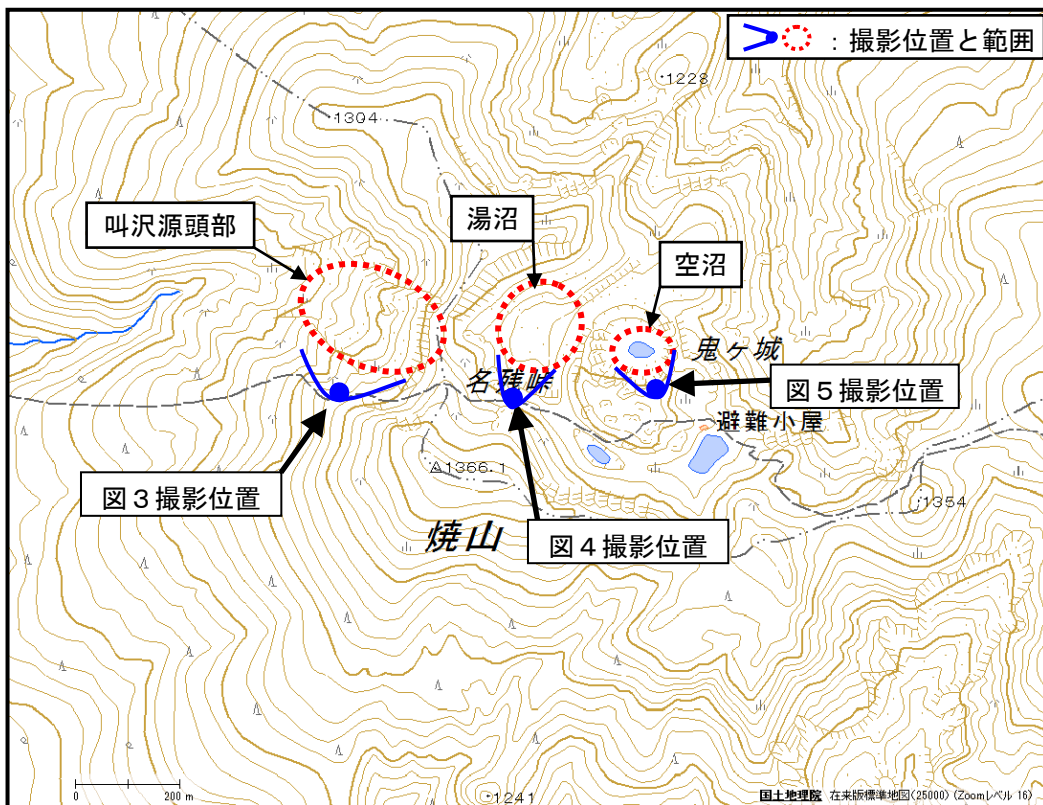 ：撮影位置と範囲
1228
1304
叫沢源頭部
湯沼
空沼
鬼ヶ城
名残峠
図５撮影位置
避難小屋
1366.1
図３撮影位置
1354
焼山
図４撮影位置
0 200 m
1241
国土地理院 在来版標準地図(25000) (Zoomレベル 16)